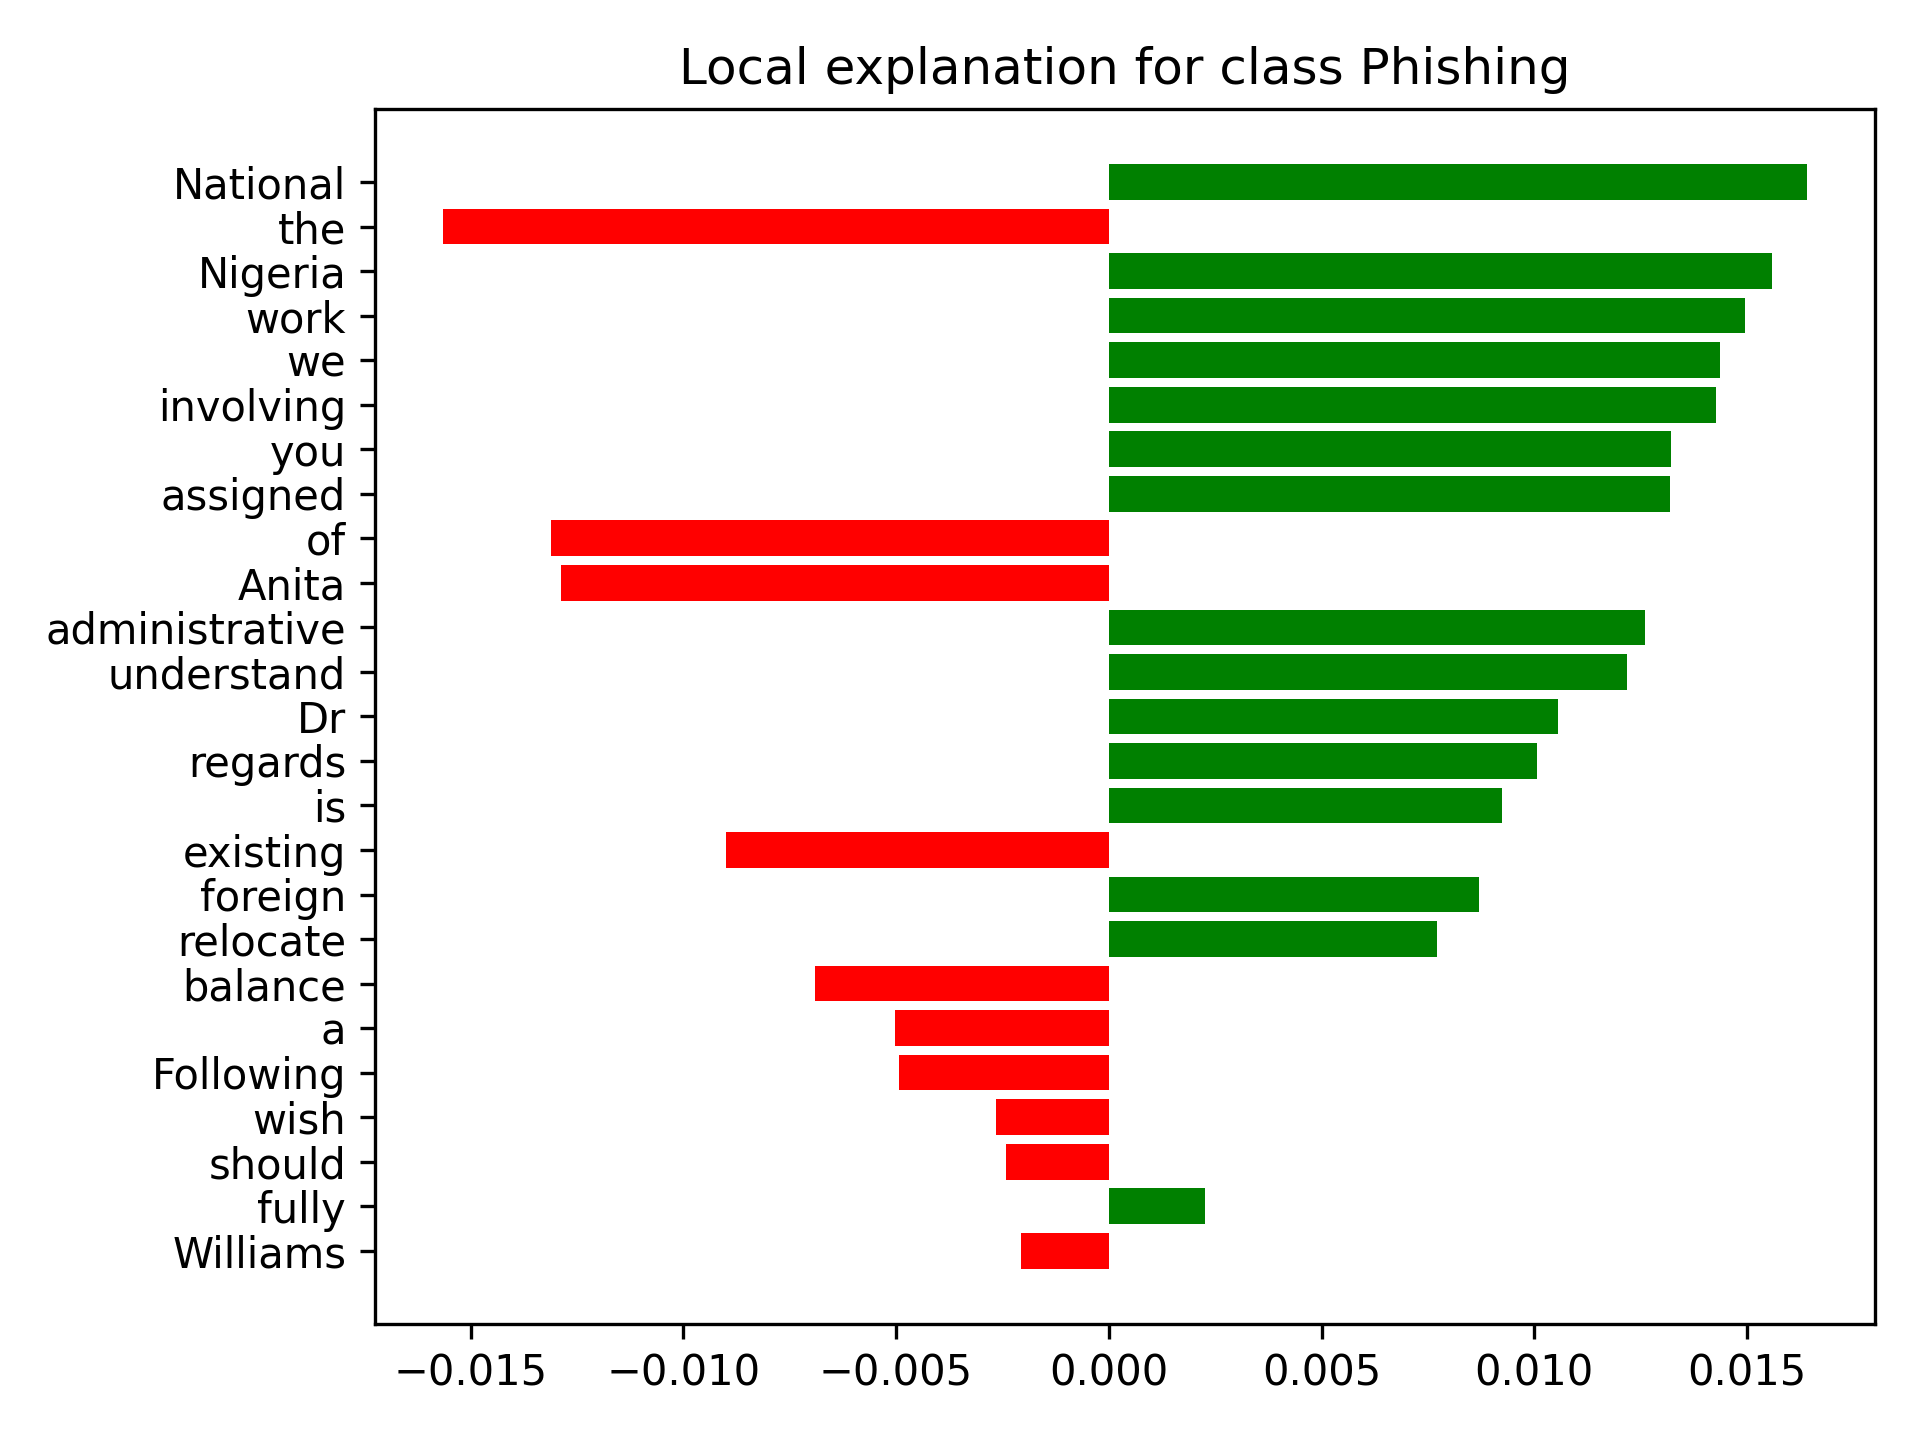 Local explanation for class Phishing
National
the
Nigeria
work
we
involving
you
assigned
of
Anita
administrative
understand
Dr
regards
is
existing
foreign
relocate
balance
a
Following
wish
should
fully
Williams
−0.015 −0.010 −0.005 0.000 0.005 0.010 0.015